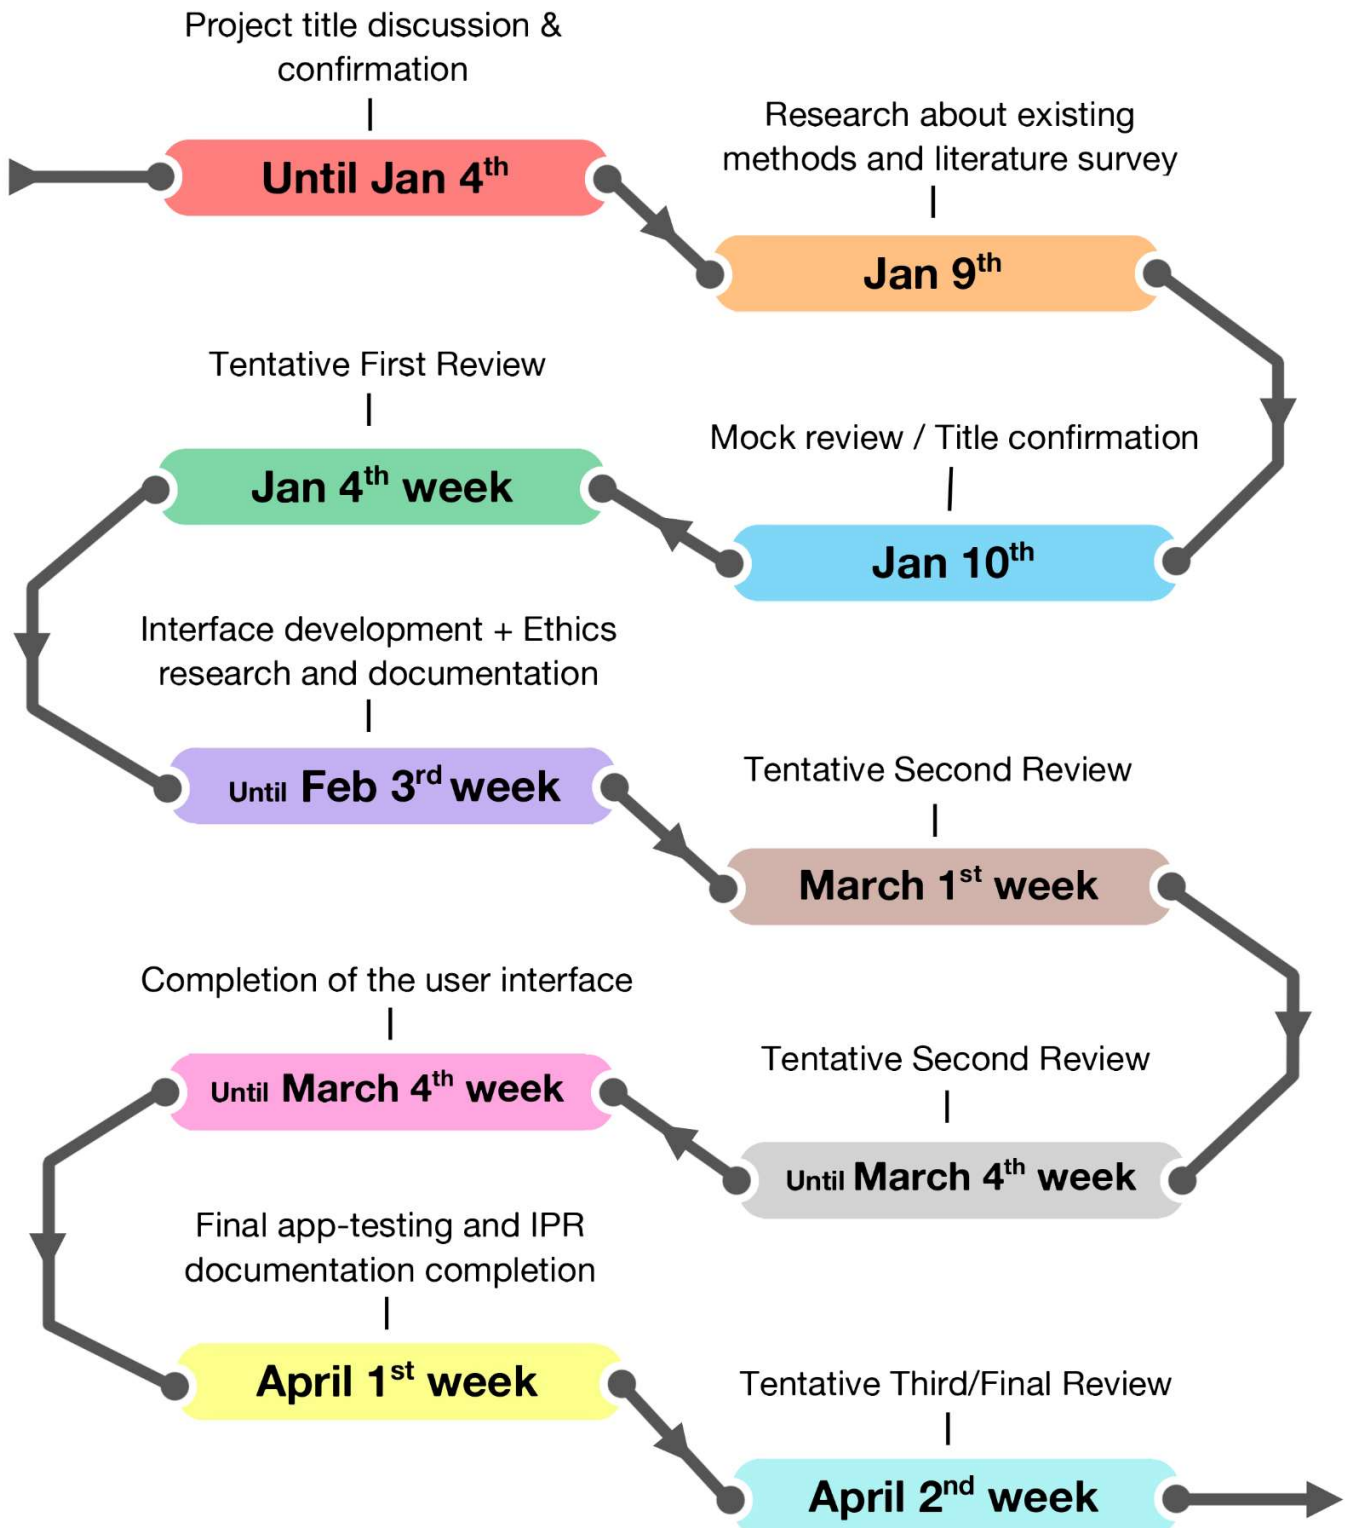 Project title discussion &
confirmation
Until Jan 4th
Research about existing
methods and literature survey
Jan 9th
Mock review / Title confirmation
Jan 10th
Tentative First Review
Jan 4th week
Interface development + Ethics
research and documentation
Until Feb 3rd week
Tentative Second Review
March 1st week
Tentative Second Review
Until March 4th week
Completion of the user interface
Until March 4th week
Final app-testing and IPR
documentation completion
April 1st week
Tentative Third/Final Review
April 2nd week